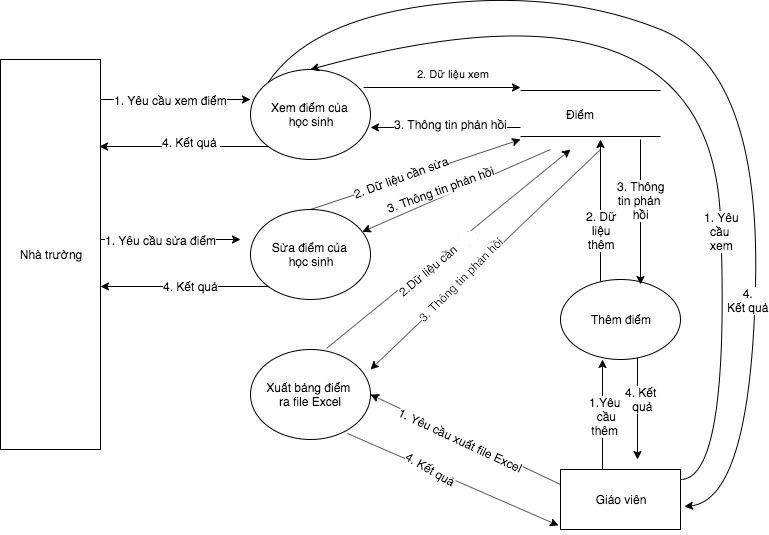 2. Dữ liệu xem
1. Yêu cầu xem điểm
Xem điểm của
học sinh
Điểm
3. Thông tin phản hồi
4. Kết quả
2. Dữ liệu cần sửa
3. Thông tin phản hồi
3. Thông
tin phản
hồi
2. Dữ
liệu thêm
1. Yêu
cầu
xem
Nhà trường
1. Yêu cầu sửa điểm
Sửa điểm của
học sinh
2.Dữ liệu cần
3. Thông tin phản hồi
4. Kết quả
4.
Kết quả
Thêm điểm
Xuất bảng điểm
ra file Excel
1. Yêu cầu xuất file Excel
1.Yêu
cầu
thêm
4. Kết
quả
4. Kết quả
Giáo viên